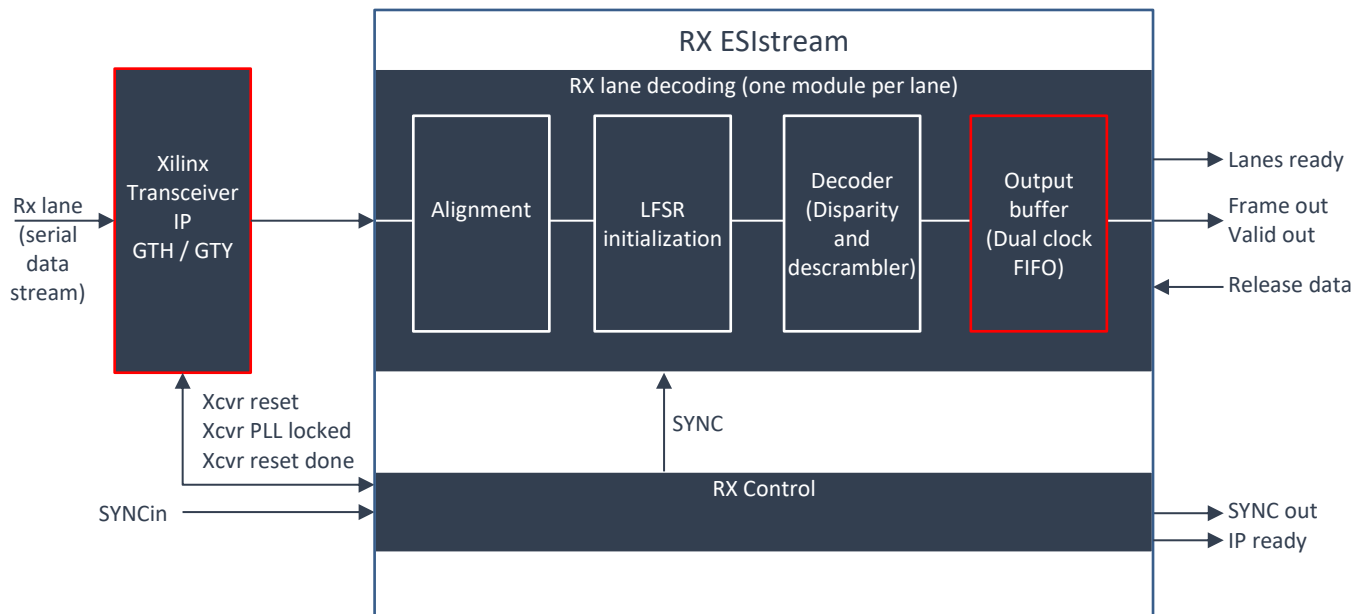 RX ESIstream
RX lane decoding (one module per lane)
Xilinx
Transceiver
IP
GTH / GTY
Rx lane
(serial
data
stream)
Alignment
LFSR
initialization
Decoder
(Disparity
and
descrambler)
Output
buffer
(Dual clock
FIFO)
Lanes ready
Frame out
Valid out
Release data
Xcvr reset
Xcvr PLL locked
Xcvr reset done
SYNC
SYNCin
RX Control
SYNC out
IP ready